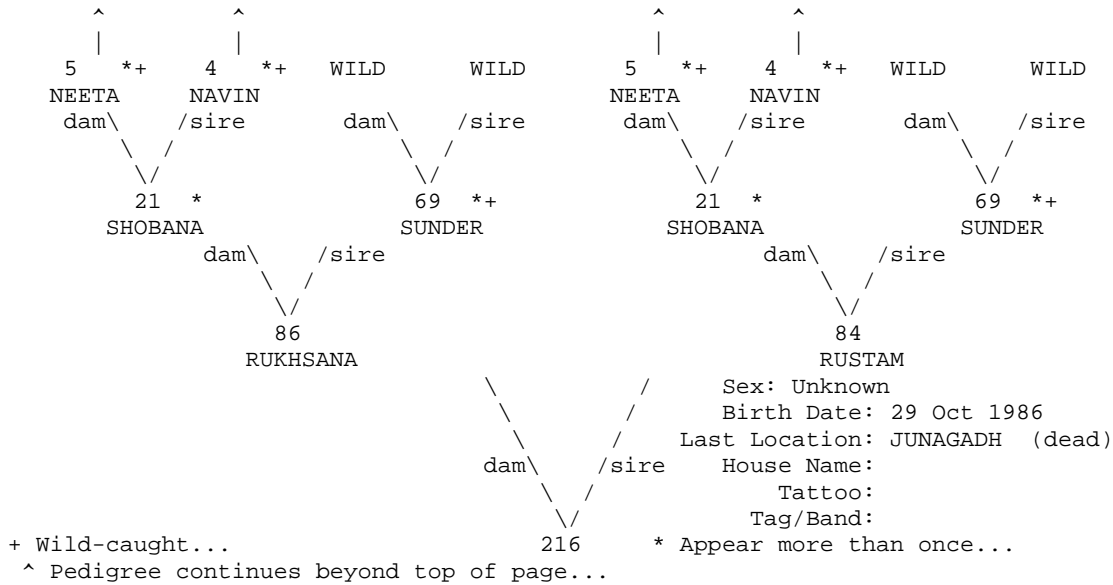 ^ ^ ^ ^
| | | |
5 *+ 4 *+ WILD WILD 5 *+ 4 *+ WILD WILD
NEETA NAVIN NEETA NAVIN
dam\ /sire dam\ /sire dam\ /sire dam\ /sire
\ / \ / \ / \ /
\/ \/ \/ \/
21 * 69 *+ 21 * 69 *+
SHOBANA SUNDER SHOBANA SUNDER
dam\ /sire dam\ /sire
\ / \ /
\/ \/
86 84
RUKHSANA RUSTAM
\ / Sex: Unknown
\ / Birth Date: 29 Oct 1986
\ / Last Location: JUNAGADH (dead)
dam\ /sire House Name:
\ / Tattoo:
\/ Tag/Band:
+ Wild-caught... 216 * Appear more than once...
^ Pedigree continues beyond top of page...